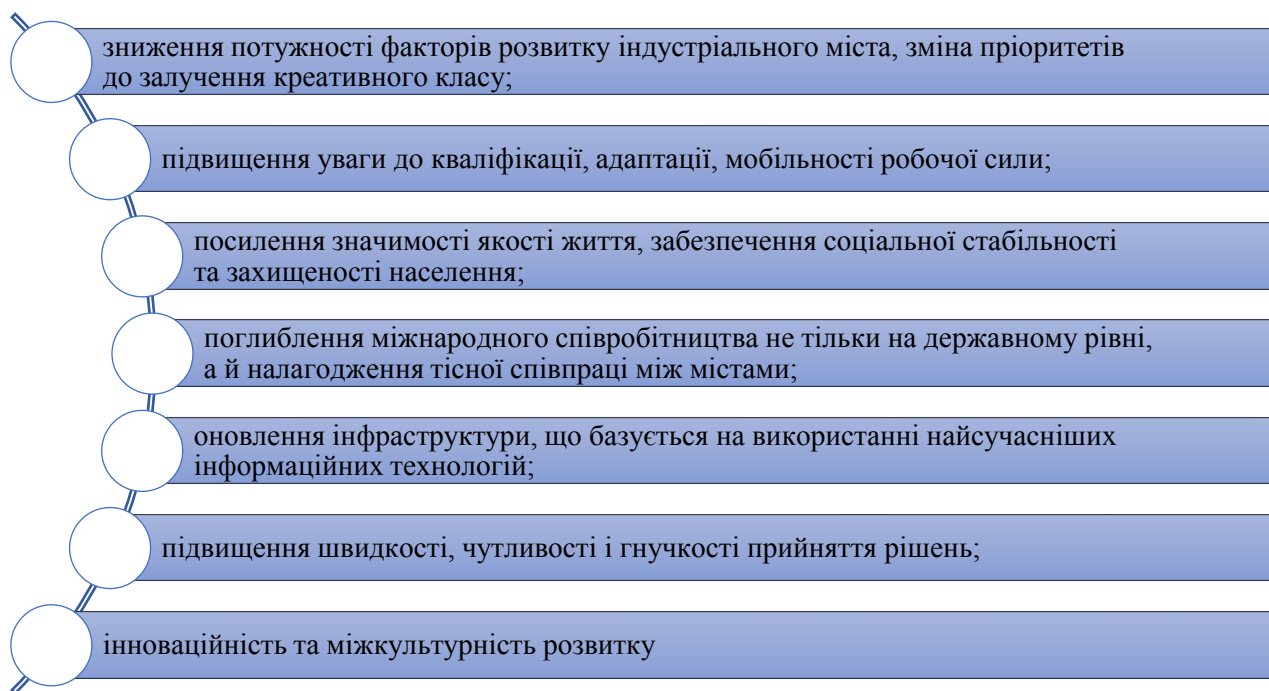 зниження потужності факторів розвитку індустріального міста, зміна пріоритетів
до залучення креативного класу;
підвищення уваги до кваліфікації, адаптації, мобільності робочої сили;
посилення значимості якості життя, забезпечення соціальної стабільності
та захищеності населення;
поглиблення міжнародного співробітництва не тільки на державному рівні,
а й налагодження тісної співпраці між містами;
оновлення інфраструктури, що базується на використанні найсучасніших
інформаційних технологій;
підвищення швидкості, чутливості і гнучкості прийняття рішень;
інноваційність та міжкультурність розвитку